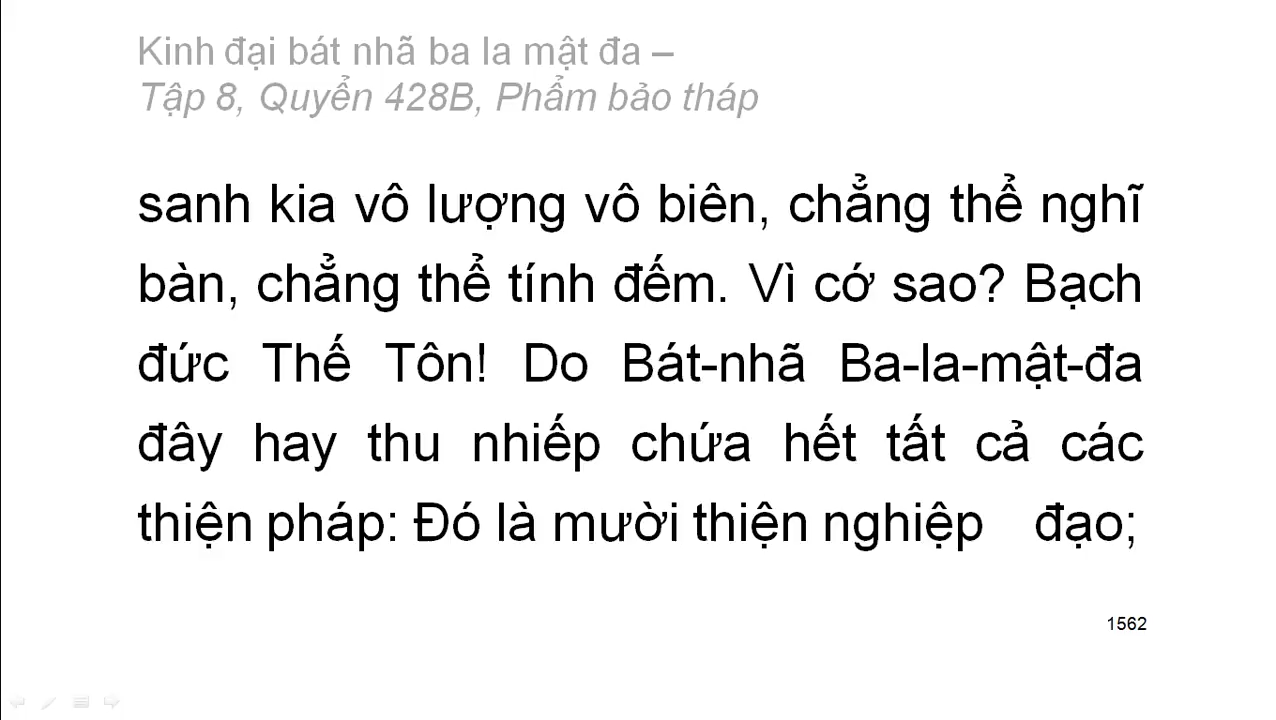 Kinh đại bát nhã ba la mật đa –
Tập 8, Quyển 428B, Phẩm bảo tháp
sanh kia vô lượng vô biên, chẳng thể nghĩ
bàn, chẳng thể tính đếm. Vì cớ sao? Bạch
đức Thế Tôn! Do Bát-nhã Ba-la-mật-đa
đây hay thu nhiếp chứa hết tất cả các
thiện pháp: Đó là mười thiện nghiệp đạo;
1562